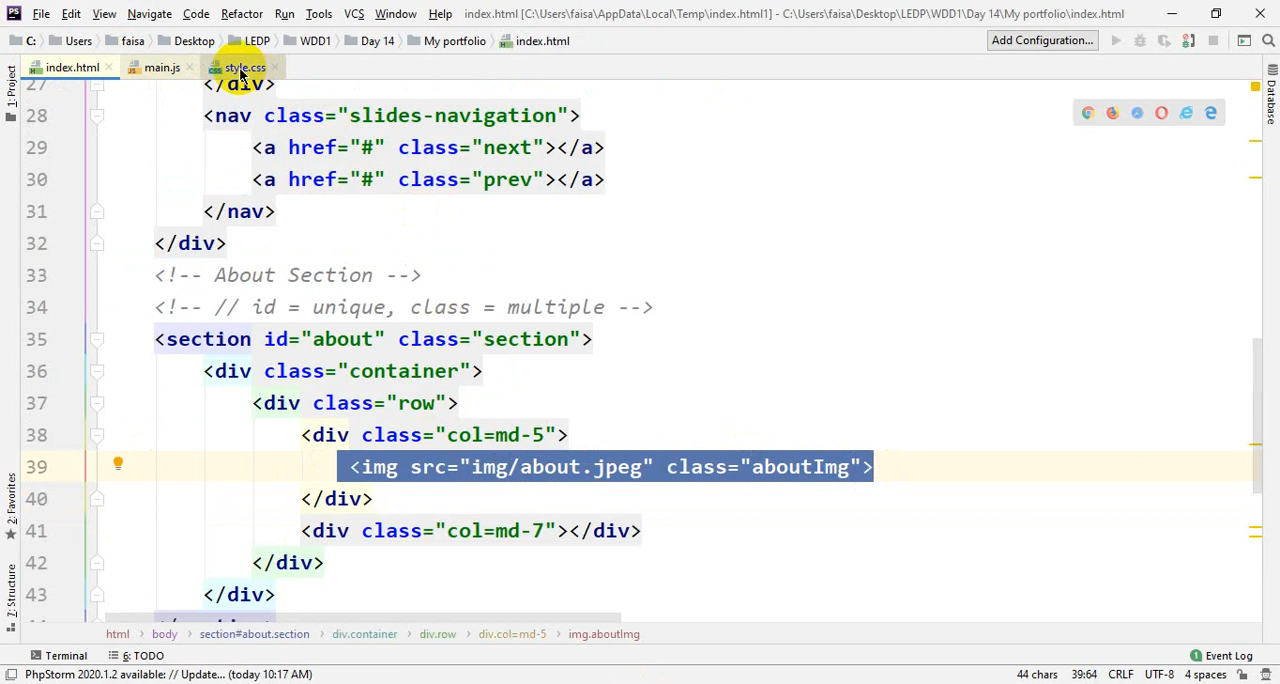 File Edit View Navigate Code Refactor Run Tools VCS Window Help index.html [C:\Users\faisa\AppData\Local\Temp\index.html1] - C:\Users\faisa\Desktop\LEDP\WDD1\Day 14\My portfolio\index.html
C: Users faisa Desktop LEDP WDD1 Day 14 My portfolio index.html Add Configuration...
index.html main.js style.css
1: Project
Database
27 </div>
28 <nav class="slides-navigation">
29 <a href="#" class="next"></a>
30 <a href="#" class="prev"></a>
31 </nav>
32 </div>
33 <!-- About Section -->
34 <!-- // id = unique, class = multiple -->
35 <section id="about" class="section">
36 <div class="container">
37 <div class="row">
38 <div class="col=md-5">
39 <img src="img/about.jpeg" class="aboutImg">
40 </div>
41 <div class="col=md-7"></div>
42 </div>
43 </div>
2: Favorites
Z: Structure
html body section#about.section div.container div.row div.col=md-5 img.aboutImg
Terminal 6: TODO 1 Event Log
PhpStorm 2020.1.2 available: // Update... (today 10:17 AM) 44 chars 39:64 CRLF UTF-8 4 spaces